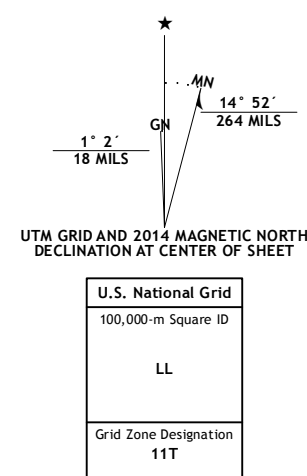 ★
MN
GN
14° 52´
264 MILS
1° 2´
18 MILS
UTM GRID AND 2014 MAGNETIC NORTH
DECLINATION AT CENTER OF SHEET
U.S. National Grid
100,000-m Square ID
LL
Grid Zone Designation
11T